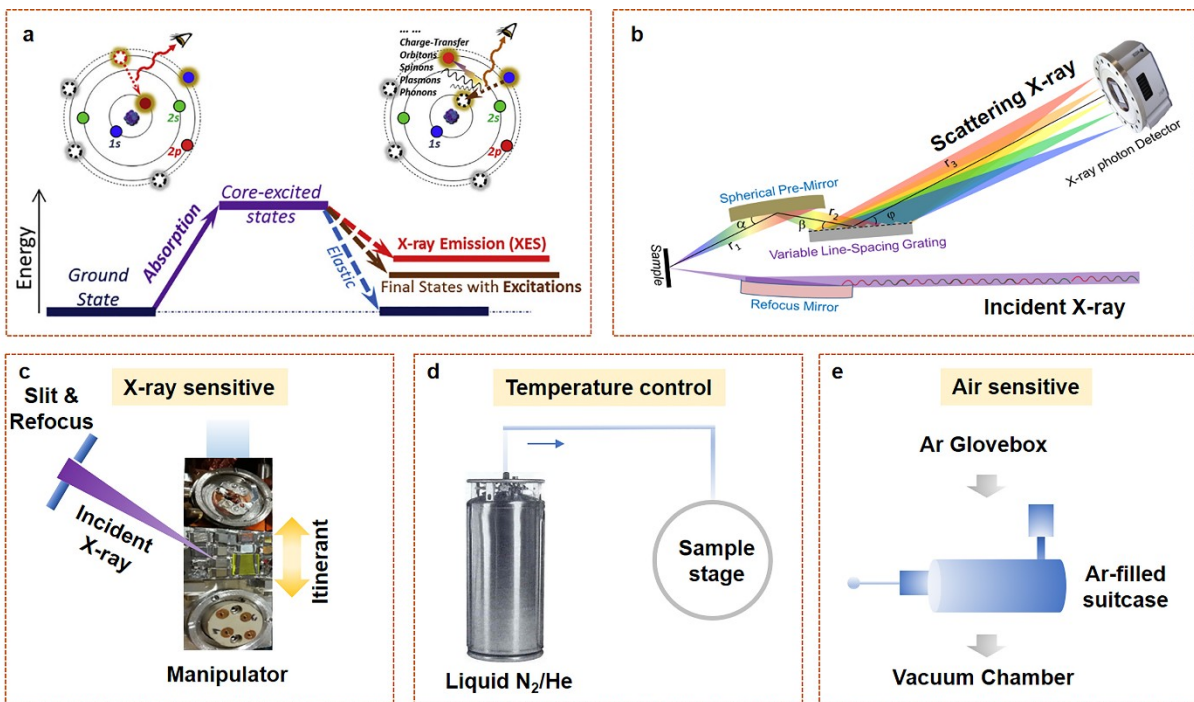 a
1s
2s
2p
... ...
Charge-Transfer
Orbitons
Spinons
Plasmons
Phonons
1s
2s
2p
Energy
Ground
State
Absorption
Core-excited
states
Elastic
X-ray Emission (XES)
Final States with Excitations
b
Scattering X-ray
X-ray photon Detector
Spherical Pre-Mirror
α
r1
β
r2
r3
φ
Variable Line-Spacing Grating
Sample
Refocus Mirror
Incident X-ray
c
X-ray sensitive
Slit &
Refocus
Incident
X-ray
Itinerant
Manipulator
d
Temperature control
Sample
stage
Liquid N2/He
e
Air sensitive
Ar Glovebox
Ar-filled
suitcase
Vacuum Chamber